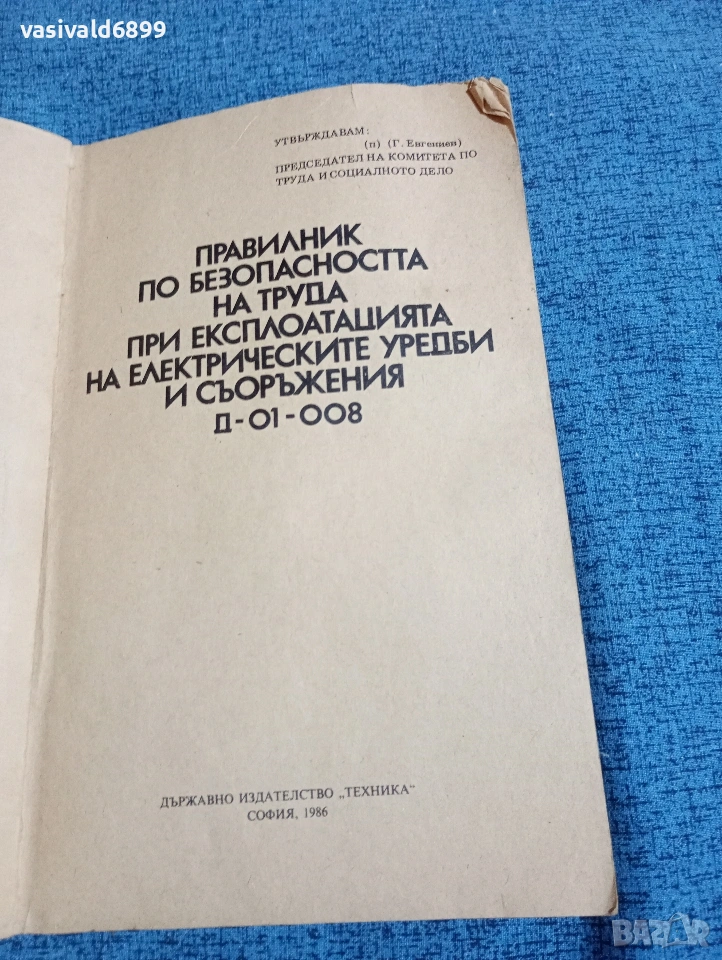 vasivald6899
УТВЪРЖДАВАМ:
(п) (Г. Евгениев)
ПРЕДСЕДАТЕЛ НА КОМИТЕТА ПО
ТРУДА И СОЦИАЛНОТО ДЕЛО
ПРАВИЛНИК
ПО БЕЗОПАСНОСТТА
НА ТРУДА
ПРИ ЕКСПЛОАТАЦИЯТА
НА ЕЛЕКТРИЧЕСКИТЕ УРЕДБИ
И СЪОРЪЖЕНИЯ
Д-01-008
ДЪРЖАВНО ИЗДАТЕЛСТВО „ТЕХНИКА“
СОФИЯ, 1986
BAZAR